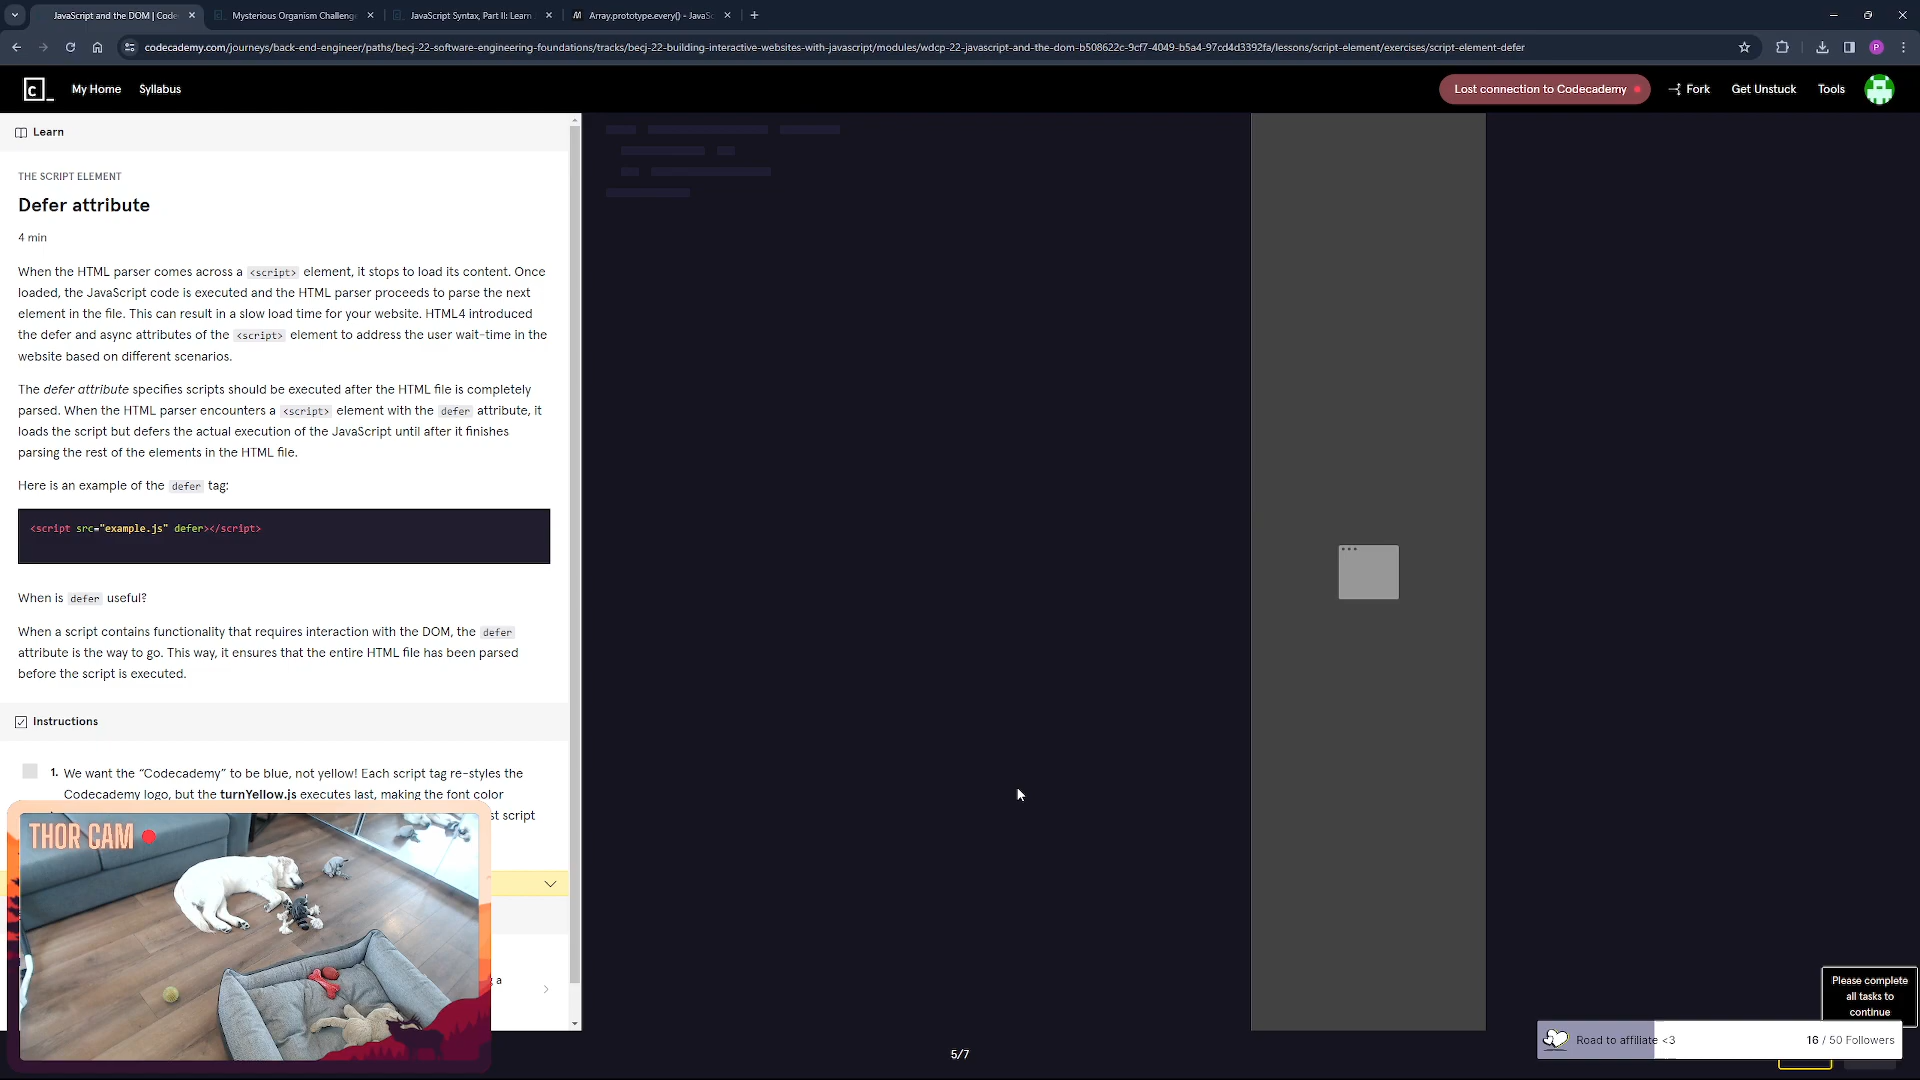 JavaScript and the DOM | Code
Mysterious Organism Challenge
JavaScript Syntax, Part II: Learn
Array.prototype.every() - JavaSc
codecademy.com/journeys/back-end-engineer/paths/becj-22-software-engineering-foundations/tracks/becj-22-building-interactive-websites-with-javascript/modules/wdcp-22-javascript-and-the-dom-b508622c-9cf7-4049-b5a4-97cd4d3392fa/lessons/script-element/exercises/script-element-defer
P
c
My Home
Syllabus
Lost connection to Codecademy
Fork
Get Unstuck
Tools
Learn
THE SCRIPT ELEMENT
Defer attribute
4 min
When the HTML parser comes across a <script> element, it stops to load its content. Once
loaded, the JavaScript code is executed and the HTML parser proceeds to parse the next
element in the file. This can result in a slow load time for your website. HTML4 introduced
the defer and async attributes of the <script> element to address the user wait-time in the
website based on different scenarios.
The defer attribute specifies scripts should be executed after the HTML file is completely
parsed. When the HTML parser encounters a <script> element with the defer attribute, it
loads the script but defers the actual execution of the JavaScript until after it finishes
parsing the rest of the elements in the HTML file.
Here is an example of the defer tag:
<script src="example.js" defer></script>
When is defer useful?
When a script contains functionality that requires interaction with the DOM, the defer
attribute is the way to go. This way, it ensures that the entire HTML file has been parsed
before the script is executed.
Instructions
1. We want the “Codecademy” to be blue, not yellow! Each script tag re-styles the
Codecademy logo, but the turnYellow.js executes last, making the font color
st script
THOR CAM
a
Please complete
all tasks to
continue
Road to affiliate <3
16 / 50 Followers
5/7